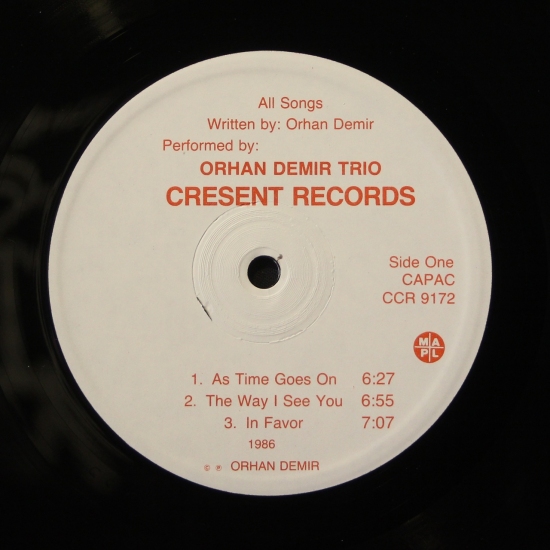 All Songs
Written by: Orhan Demir
Performed by:
ORHAN DEMIR TRIO
CRESENT RECORDS
Side One
CAPAC
CCR 9172
MA
PL
1. As Time Goes On 6:27
2. The Way I See You 6:55
3. In Favor 7:07
1986
© ℗ ORHAN DEMIR